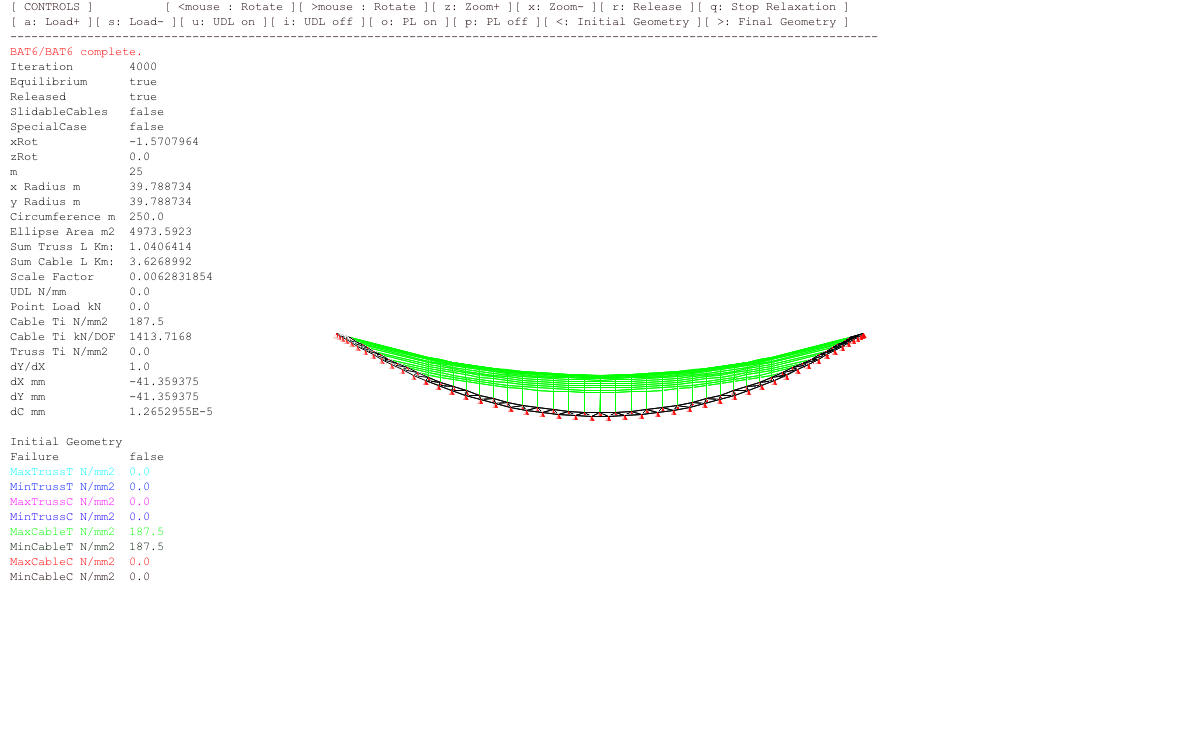 [ CONTROLS ] [ <mouse : Rotate ][ >mouse : Rotate ][ z: Zoom+ ][ x: Zoom- ][ r: Release ][ q: Stop Relaxation ]
[ a: Load+ ][ s: Load- ][ u: UDL on ][ i: UDL off ][ o: PL on ][ p: PL off ][ <: Initial Geometry ][ >: Final Geometry ]
----------------------------------------------------------------------------------------------------------------------------
BAT6/BAT6 complete.
Iteration 4000
Equilibrium true
Released true
SlidableCables false
SpecialCase false
xRot -1.5707964
zRot 0.0
m 25
x Radius m 39.788734
y Radius m 39.788734
Circumference m 250.0
Ellipse Area m2 4973.5923
Sum Truss L Km: 1.0406414
Sum Cable L Km: 3.6268992
Scale Factor 0.0062831854
UDL N/mm 0.0
Point Load kN 0.0
Cable Ti N/mm2 187.5
Cable Ti kN/DOF 1413.7168
Truss Ti N/mm2 0.0
dY/dX 1.0
dX mm -41.359375
dY mm -41.359375
dC mm 1.2652955E-5
Initial Geometry
Failure false
MaxTrussT N/mm2 0.0
MinTrussT N/mm2 0.0
MaxTrussC N/mm2 0.0
MinTrussC N/mm2 0.0
MaxCableT N/mm2 187.5
MinCableT N/mm2 187.5
MaxCableC N/mm2 0.0
MinCableC N/mm2 0.0